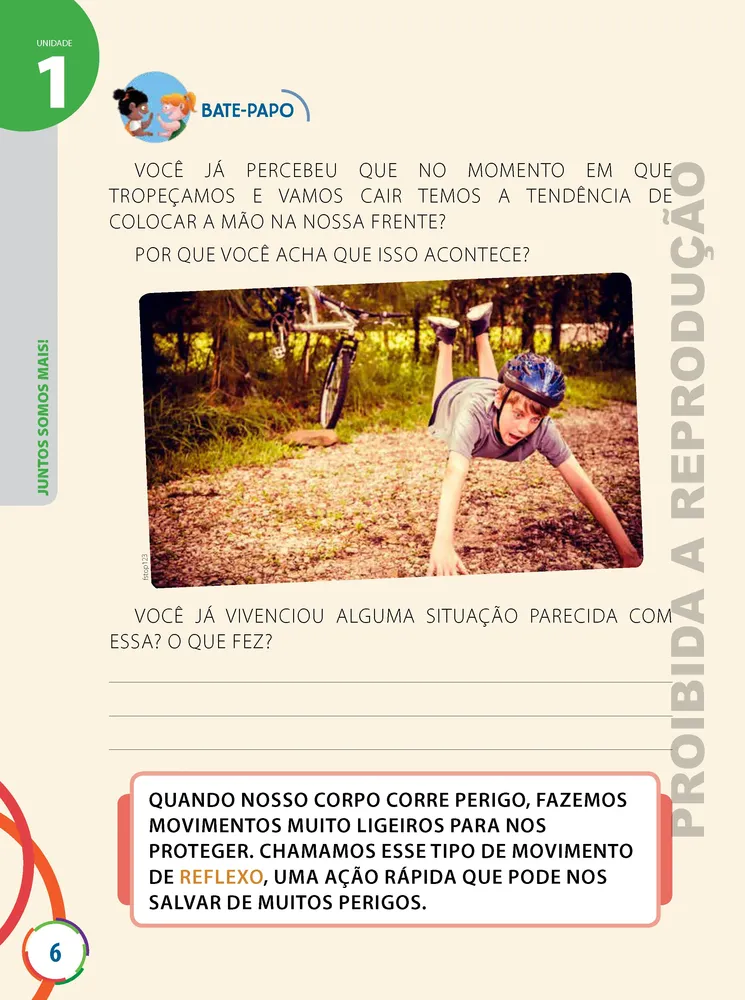 UNIDADE
1
BATE-PAPO
VOCÊ JÁ PERCEBEU QUE NO MOMENTO EM QUE
TROPEÇAMOS E VAMOS CAIR TEMOS A TENDÊNCIA DE
COLOCAR A MÃO NA NOSSA FRENTE?
POR QUE VOCÊ ACHA QUE ISSO ACONTECE?
JUNTOS SOMOS MAIS!
fstop123
VOCÊ JÁ VIVENCIOU ALGUMA SITUAÇÃO PARECIDA COM
ESSA? O QUE FEZ?
QUANDO NOSSO CORPO CORRE PERIGO, FAZEMOS
MOVIMENTOS MUITO LIGEIROS PARA NOS
PROTEGER. CHAMAMOS ESSE TIPO DE MOVIMENTO
DE REFLEXO, UMA AÇÃO RÁPIDA QUE PODE NOS
SALVAR DE MUITOS PERIGOS.
PROIBIDA A REPRODUÇÃO
6